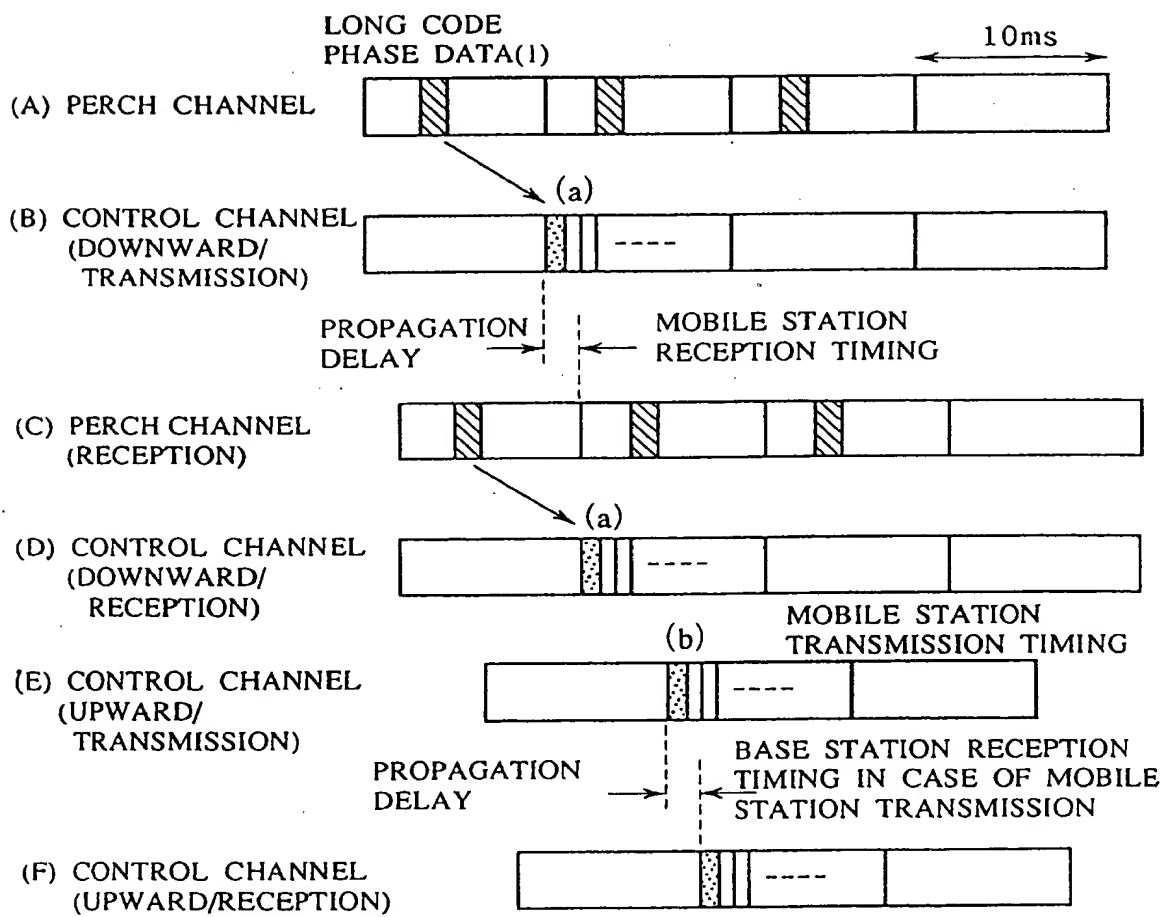 LONG CODE
PHASE DATA(1)
10ms
(A) PERCH CHANNEL
(a)
(B) CONTROL CHANNEL
(DOWNWARD/
TRANSMISSION)
PROPAGATION
DELAY
MOBILE STATION
RECEPTION TIMING
(C) PERCH CHANNEL
(RECEPTION)
(a)
(D) CONTROL CHANNEL
(DOWNWARD/
RECEPTION)
MOBILE STATION
TRANSMISSION TIMING
(b)
(E) CONTROL CHANNEL
(UPWARD/
TRANSMISSION)
PROPAGATION
DELAY
BASE STATION RECEPTION
TIMING IN CASE OF MOBILE
STATION TRANSMISSION
(F) CONTROL CHANNEL
(UPWARD/RECEPTION)